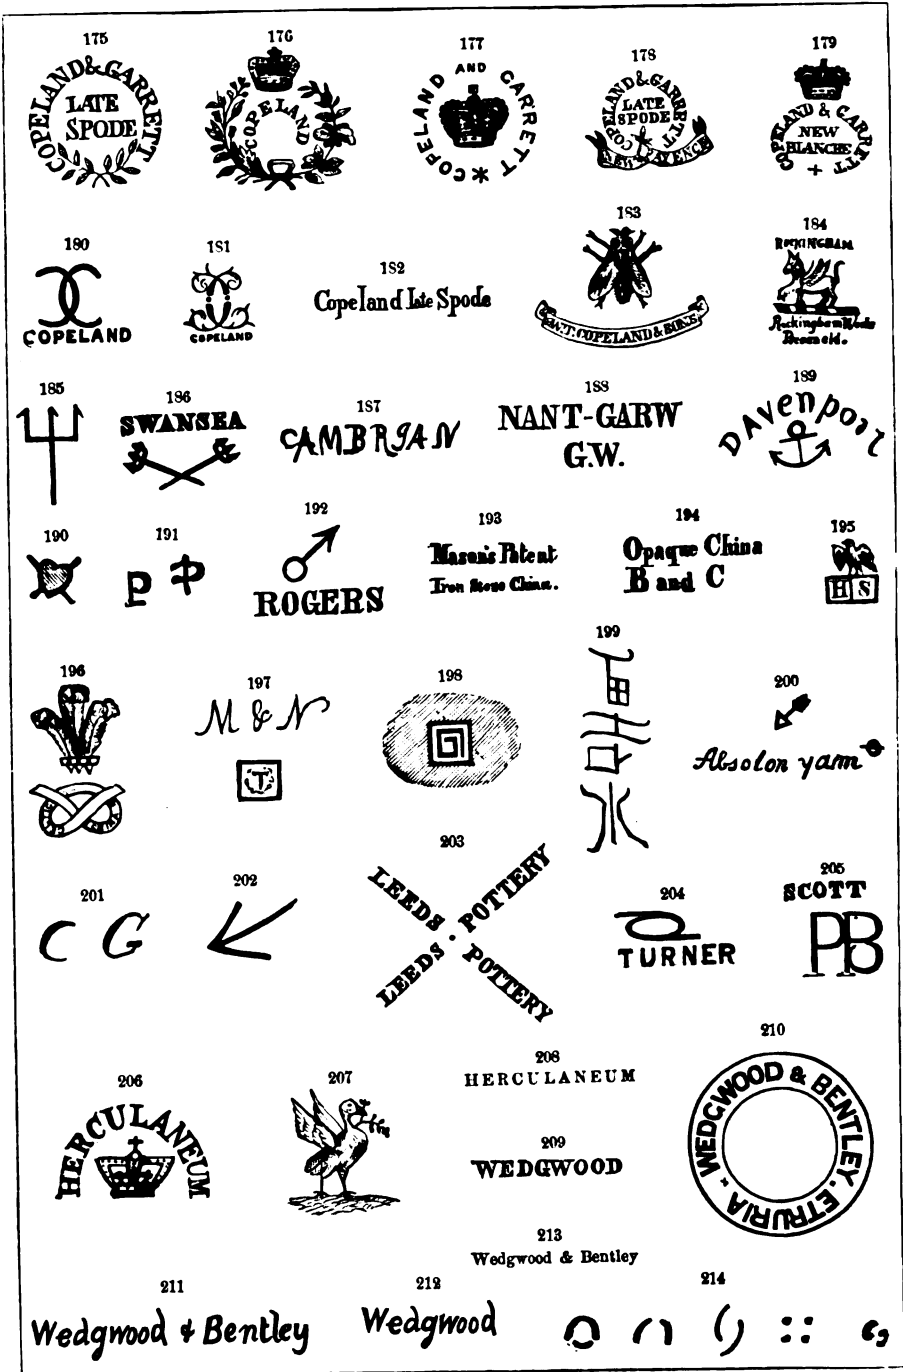 175
COPELAND & GARRETT
LATE
SPODE
176
COPELAND
177
COPELAND AND GARRETT
178
COPELAND & GARRETT
LATE
SPODE
NEW FAYENCE
179
COPELAND & GARRETT
NEW
BLANCHE
180
COPELAND
181
COPELAND
182
Copeland late Spode
183
W.T. COPELAND & SONS
184
ROCKINGHAM
Rockingham Works
Brameld.
185
186
SWANSEA
187
CAMBRIAN
188
NANT-GARW
G.W.
189
DAVENPORT
190
191
P
192
ROGERS
193
Mason's Patent
Iron Stone China.
194
Opaque China
B and C
195
H S
196
CHINA
197
M & N
T
198
199
200
Absolon yarm
201
C G
202
203
LEEDS · POTTERY
LEEDS POTTERY
204
TURNER
205
SCOTT
PB
206
HERCULANEUM
207
208
HERCULANEUM
209
WEDGWOOD
210
WEDGWOOD & BENTLEY. ETRURIA
213
Wedgwood & Bentley
211
Wedgwood & Bentley
212
Wedgwood
214